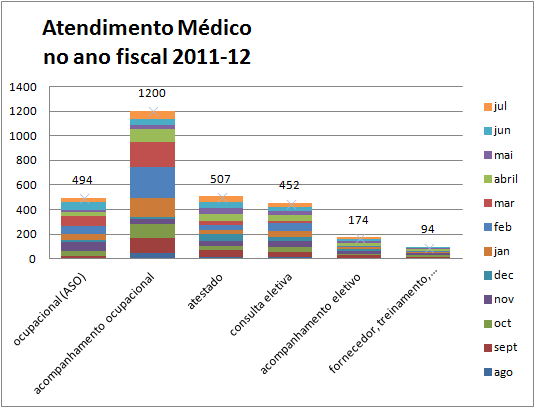 Atendimento Médico
no ano fiscal 2011-12
1400
1200
1000
800
600
400
200
0
494
1200
507
452
174
94
ocupacional (ASO)
acompanhamento ocupacional
atestado
consulta eletiva
acompanhamento eletivo
fornecedor, treinamento,...
jul
jun
mai
abril
mar
feb
jan
dec
nov
oct
sept
ago